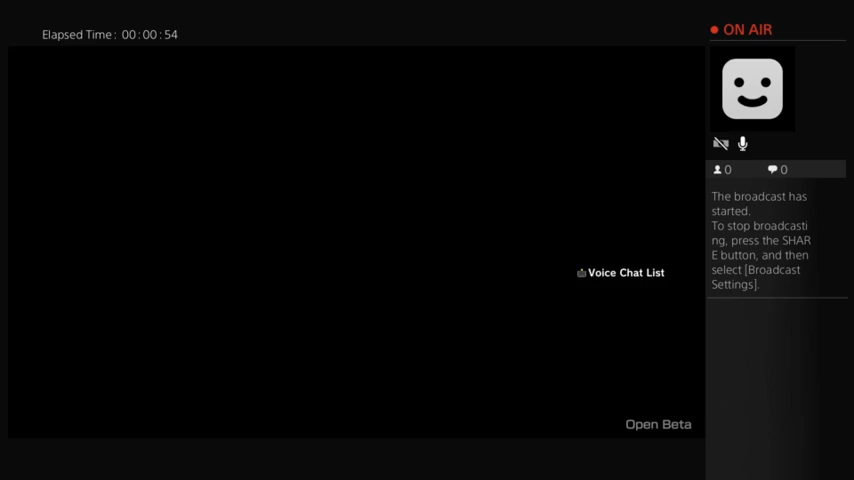 Elapsed Time: 00:00:54
ON AIR
0 0
The broadcast has
started.
To stop broadcasti
ng, press the SHAR
E button, and then
select [Broadcast
Settings].
Voice Chat List
Open Beta